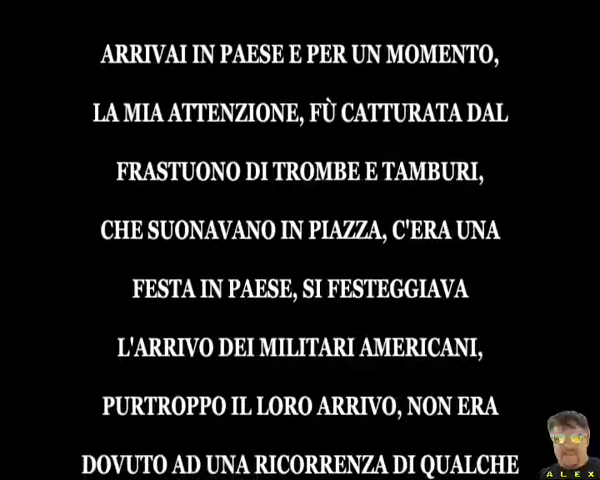 ARRIVAI IN PAESE E PER UN MOMENTO,
LA MIA ATTENZIONE, FÙ CATTURATA DAL
FRASTUONO DI TROMBE E TAMBURI,
CHE SUONAVANO IN PIAZZA, C'ERA UNA
FESTA IN PAESE, SI FESTEGGIAVA
L'ARRIVO DEI MILITARI AMERICANI,
PURTROPPO IL LORO ARRIVO, NON ERA
DOVUTO AD UNA RICORRENZA DI QUALCHE
ALEX